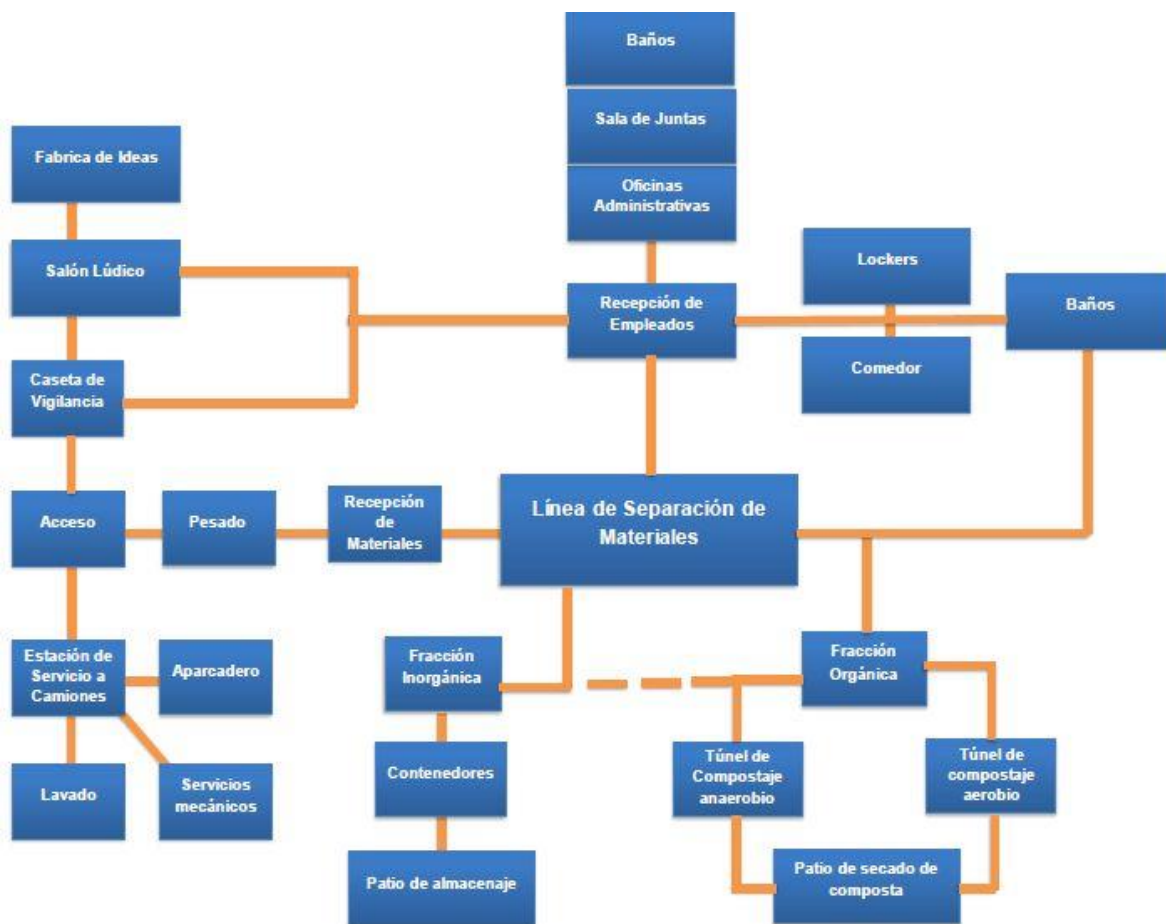 Baños
Sala de Juntas
Fabrica de Ideas
Oficinas
Administrativas
Salón Lúdico
Lockers
Recepción de
Empleados
Baños
Caseta de
Vigilancia
Comedor
Acceso
Pesado
Recepción
de
Materiales
Línea de Separación de
Materiales
Estación de
Servicio a
Camiones
Aparcadero
Fracción
Inorgánica
Fracción
Orgánica
Lavado
Servicios
mecánicos
Contenedores
Túnel de
Compostaje
anaerobio
Túnel de
compostaje
aerobio
Patio de almacenaje
Patio de secado de
composta